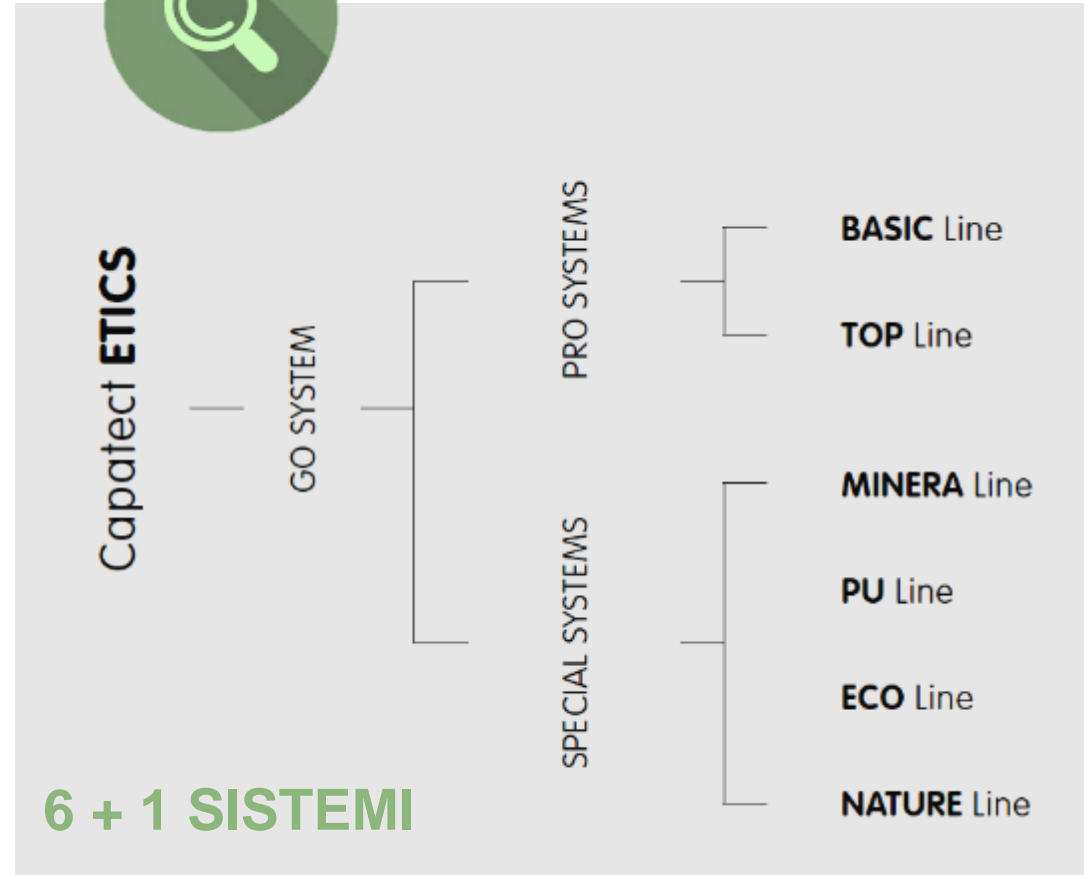 Capatect ETICS
GO SYSTEM
PRO SYSTEMS
BASIC Line
TOP Line
SPECIAL SYSTEMS
MINERA Line
PU Line
ECO Line
NATURE Line
6 + 1 SISTEMI